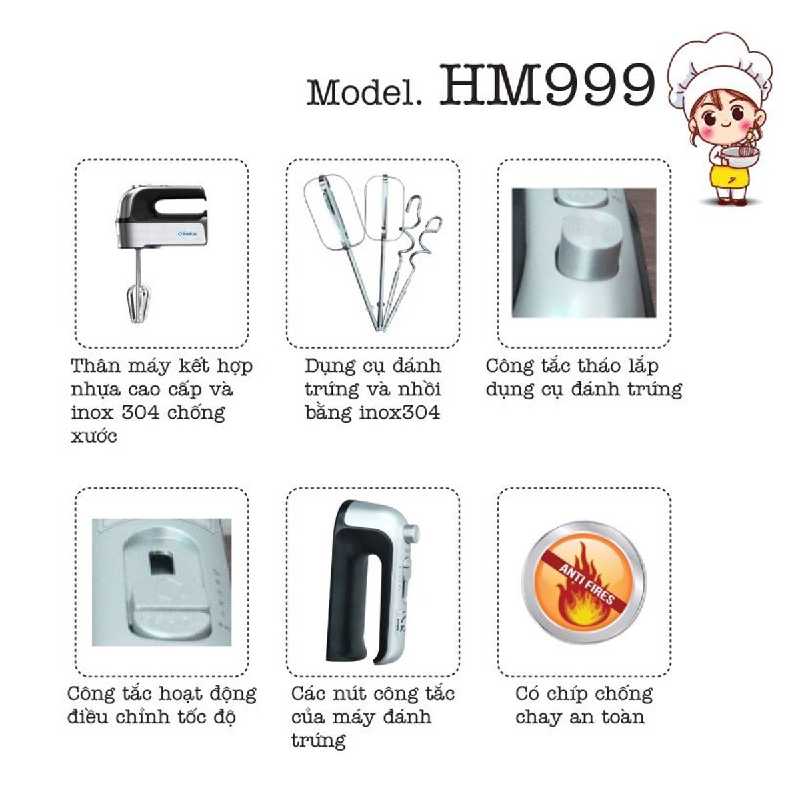 Model. HM999
Thân máy kết hợp
nhựa cao cấp và
inox 304 chống
xước
Dụng cụ đánh
trứng và nhồi
bằng inox304
Công tắc tháo lắp
dụng cụ đánh trứng
ANTI FIRES
Công tắc hoạt động
điều chỉnh tốc độ
Các nút công tắc
của máy đánh
trứng
Có chíp chống
chay an toàn